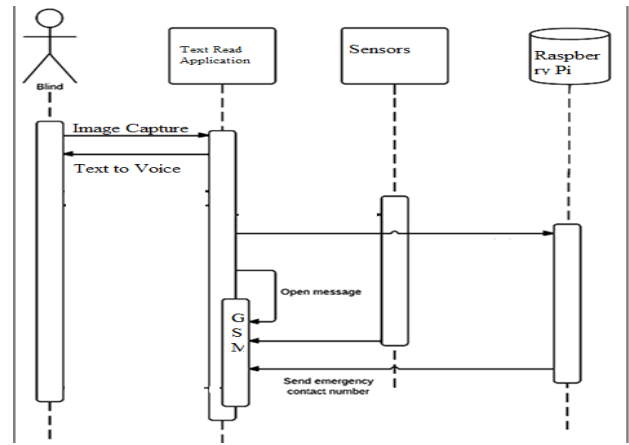 Text Read
Application
Sensors
Raspber
ry Pi
Blind
Image Capture
Text to Voice
Open message
G
S
M
Send emergency
contact number